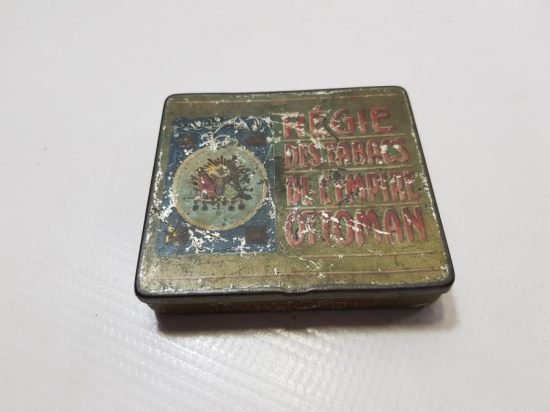 RÉGIE
DES TABACS
DE L'EMPIRE
OTTOMAN